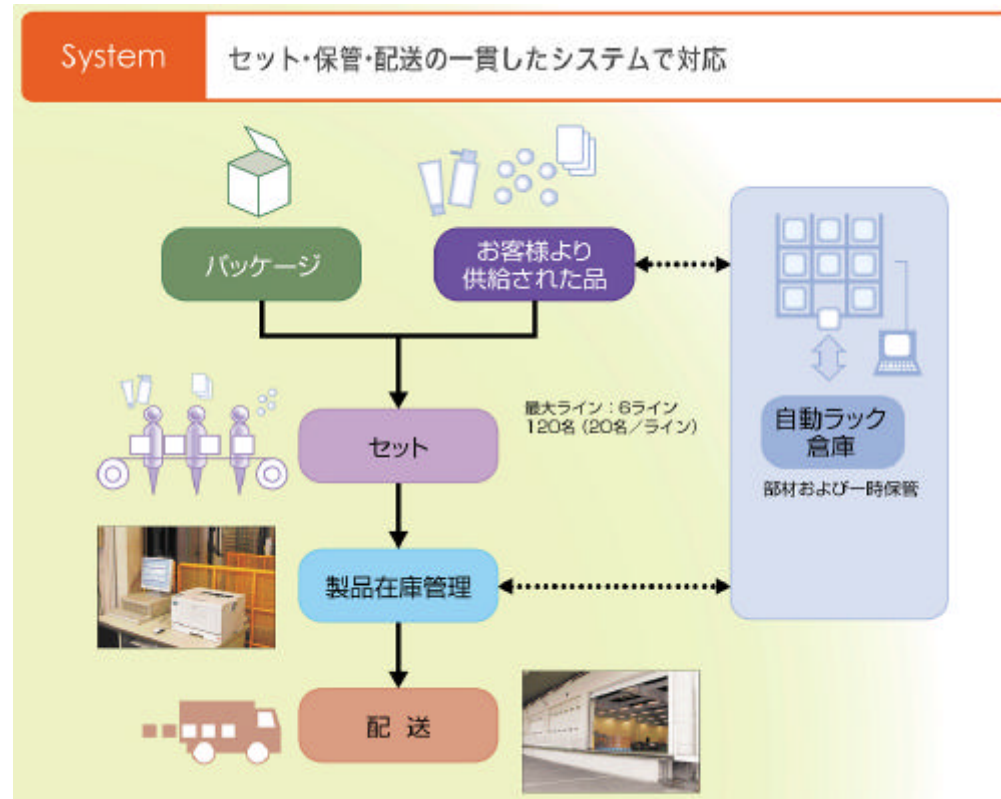 System
セット・保管・配送の一貫したシステムで対応
パッケージ
お客様より
供給された品
セット
最大ライン：6ライン
120名（20名／ライン）
自動ラック
倉庫
部材および一時保管
製品在庫管理
配 送